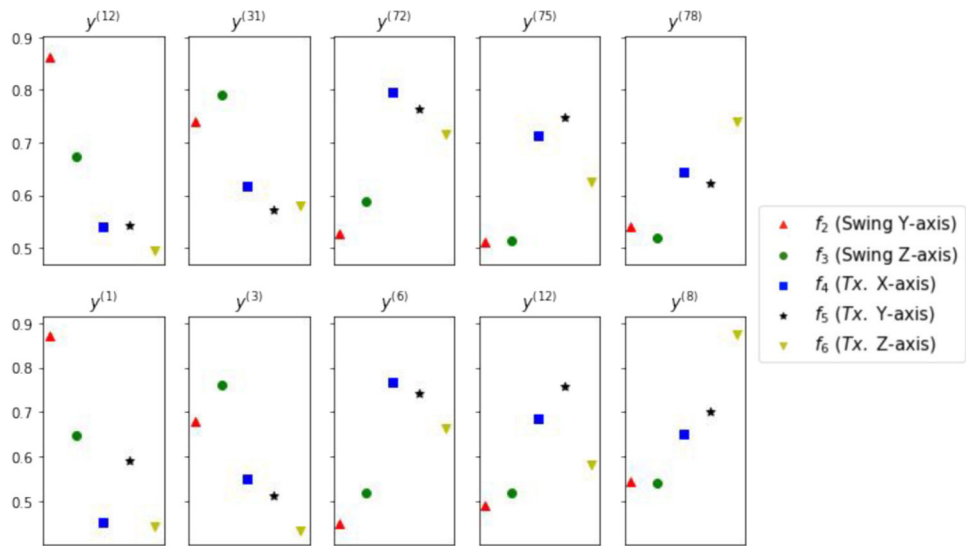 y(12) y(31) y(72) y(75) y(78)
0.9
0.8
0.7
0.6
0.5
y(1) y(3) y(6) y(12) y(8)
0.9
0.8
0.7
0.6
0.5
f2 (Swing Y-axis)
f3 (Swing Z-axis)
f4 (Tx. X-axis)
f5 (Tx. Y-axis)
f6 (Tx. Z-axis)